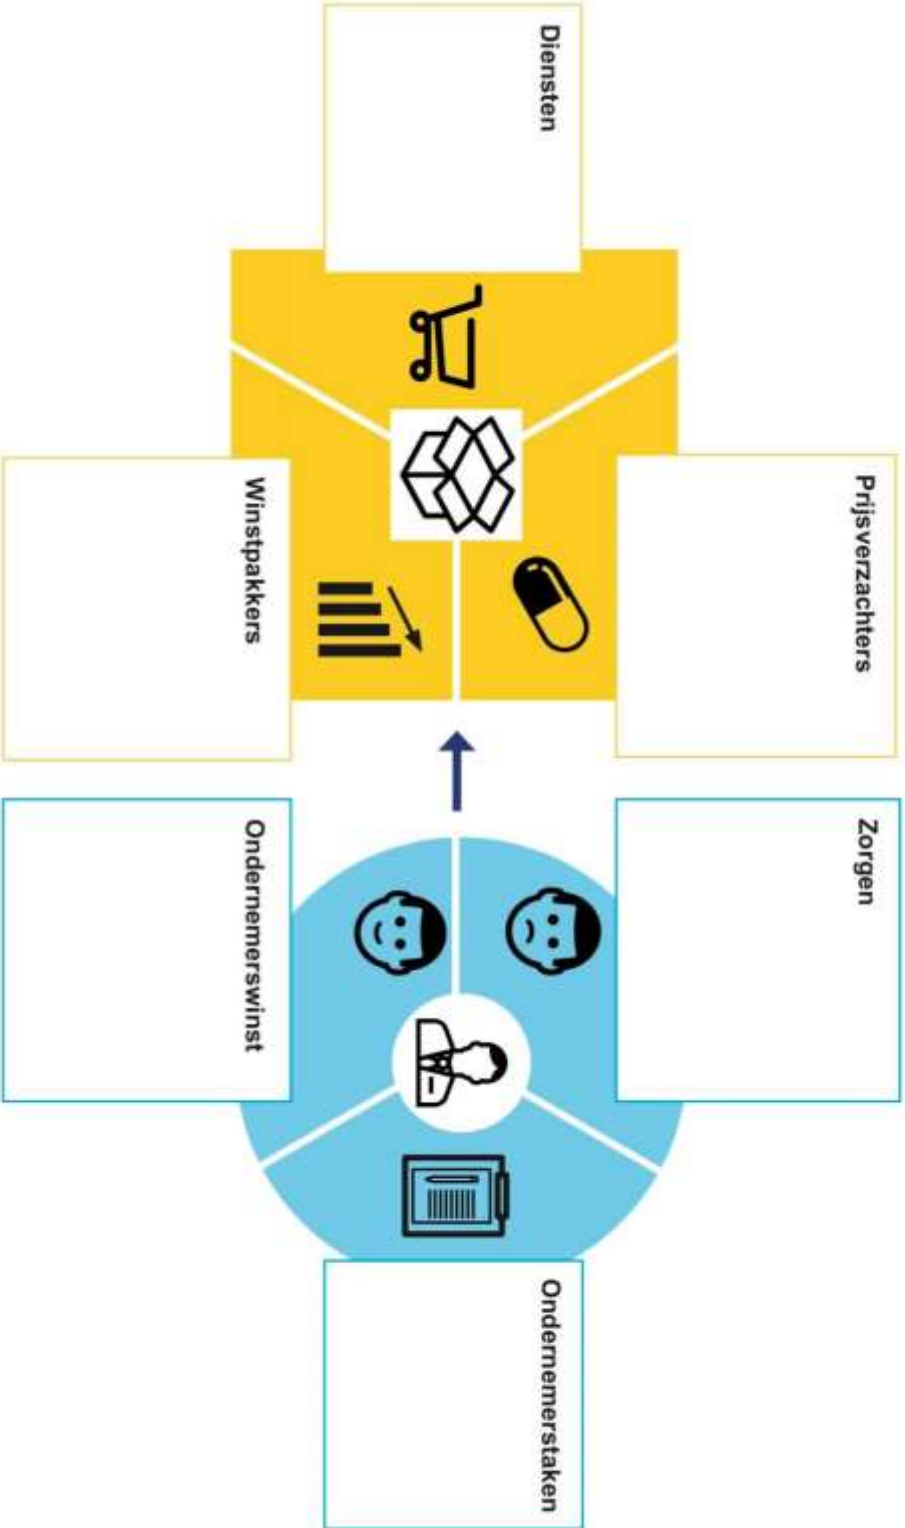 Diensten
Prijsverzachters
Winstpakkers
Zorgen
Ondernemerswinst
Ondernemerstaken